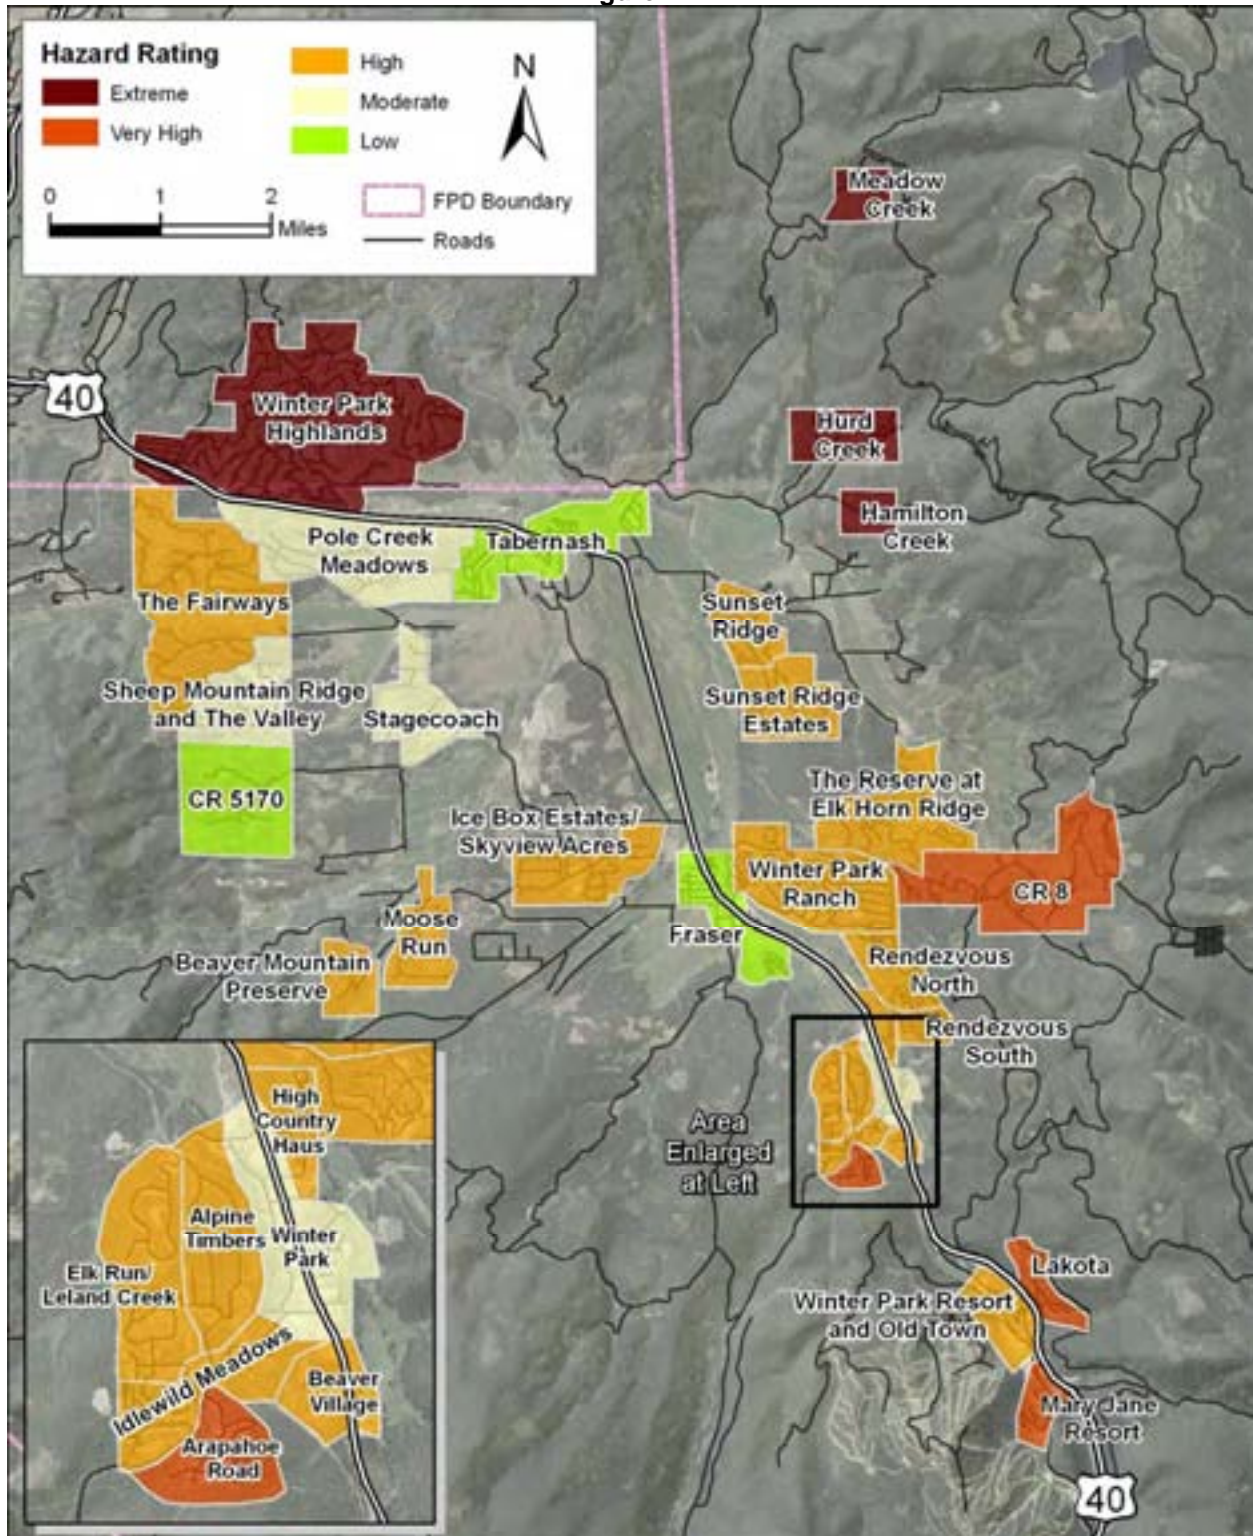 Hazard Rating
Extreme
Very High
High
Moderate
Low
N
0 1 2
Miles
FPD Boundary
Roads
Meadow
Creek
40
Winter Park
Highlands
Hurd
Creek
Hamilton
Creek
Pole Creek
Meadows
Tabernash
The Fairways
Sunset
Ridge
Sheep Mountain Ridge
and The Valley
Stagecoach
Sunset Ridge
Estates
CR 5170
The Reserve at
Elk Horn Ridge
Ice Box Estates/
Skyview Acres
Winter Park
Ranch
CR 8
Moose
Run
Fraser
Beaver Mountain
Preserve
Rendezvous
North
Rendezvous
South
Area
Enlarged
at Left
High
Country
Haus
Alpine
Timbers
Winter
Park
Elk Run/
Leland Creek
Idlewild Meadows
Beaver
Village
Arapahoe
Road
Lakota
Winter Park Resort
and Old Town
Mary Jane
Resort
40